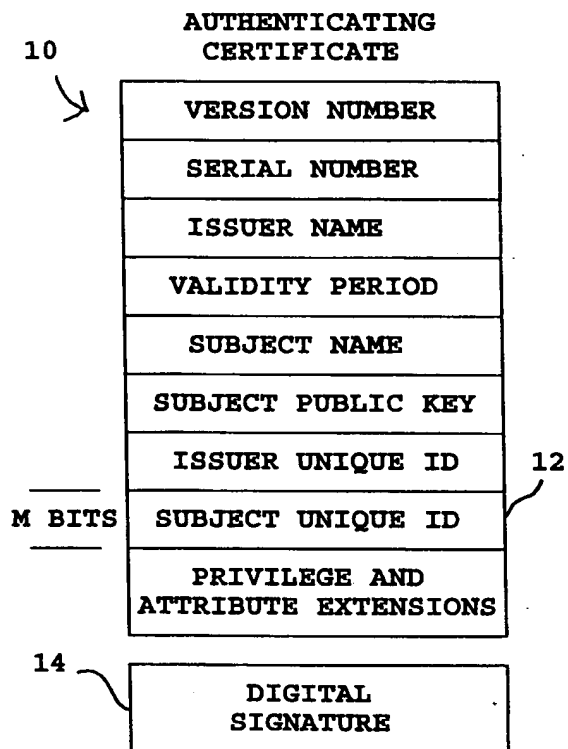 AUTHENTICATING
CERTIFICATE
10
VERSION NUMBER
SERIAL NUMBER
ISSUER NAME
VALIDITY PERIOD
SUBJECT NAME
SUBJECT PUBLIC KEY
ISSUER UNIQUE ID
12
M BITS
SUBJECT UNIQUE ID
PRIVILEGE AND
ATTRIBUTE EXTENSIONS
14
DIGITAL
SIGNATURE